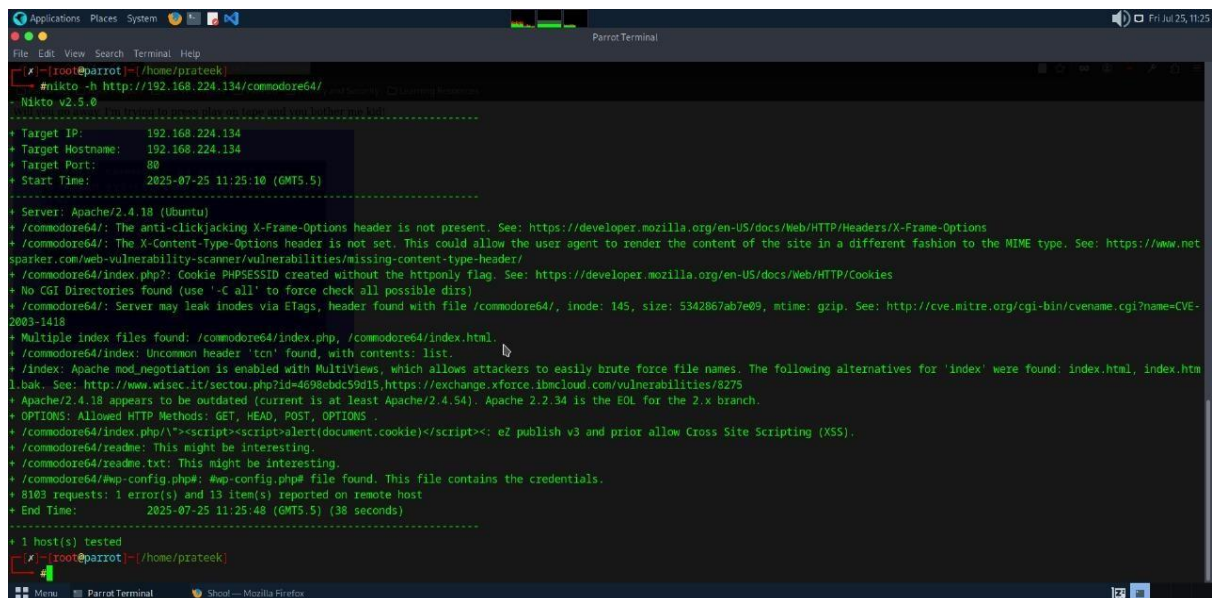 Applications Places System
Fri Jul 25, 11:25
Parrot Terminal
File Edit View Search Terminal Help
[✗]─[root@parrot]─[/home/prateek]
#nikto -h http://192.168.224.134/commodore64/
- Nikto v2.5.0
---------------------------------------------------------------------------
+ Target IP: 192.168.224.134
+ Target Hostname: 192.168.224.134
+ Target Port: 80
+ Start Time: 2025-07-25 11:25:10 (GMT5.5)
---------------------------------------------------------------------------
+ Server: Apache/2.4.18 (Ubuntu)
+ /commodore64/: The anti-clickjacking X-Frame-Options header is not present. See: https://developer.mozilla.org/en-US/docs/Web/HTTP/Headers/X-Frame-Options
+ /commodore64/: The X-Content-Type-Options header is not set. This could allow the user agent to render the content of the site in a different fashion to the MIME type. See: https://www.net
sparker.com/web-vulnerability-scanner/vulnerabilities/missing-content-type-header/
+ /commodore64/index.php?: Cookie PHPSESSID created without the httponly flag. See: https://developer.mozilla.org/en-US/docs/Web/HTTP/Cookies
+ No CGI Directories found (use '-C all' to force check all possible dirs)
+ /commodore64/: Server may leak inodes via ETags, header found with file /commodore64/, inode: 145, size: 5342867ab7e09, mtime: gzip. See: http://cve.mitre.org/cgi-bin/cvename.cgi?name=CVE-
2003-1418
+ Multiple index files found: /commodore64/index.php, /commodore64/index.html.
+ /commodore64/index: Uncommon header 'tcn' found, with contents: list.
+ /index: Apache mod_negotiation is enabled with MultiViews, which allows attackers to easily brute force file names. The following alternatives for 'index' were found: index.html, index.htm
l.bak. See: http://www.wisec.it/sectou.php?id=4698ebdc59d15,https://exchange.xforce.ibmcloud.com/vulnerabilities/8275
+ Apache/2.4.18 appears to be outdated (current is at least Apache/2.4.54). Apache 2.2.34 is the EOL for the 2.x branch.
+ OPTIONS: Allowed HTTP Methods: GET, HEAD, POST, OPTIONS .
+ /commodore64/index.php/\"><script><script>alert(document.cookie)</script><: eZ publish v3 and prior allow Cross Site Scripting (XSS).
+ /commodore64/readme: This might be interesting.
+ /commodore64/readme.txt: This might be interesting.
+ /commodore64/#wp-config.php#: #wp-config.php# file found. This file contains the credentials.
+ 8103 requests: 1 error(s) and 13 item(s) reported on remote host
+ End Time: 2025-07-25 11:25:48 (GMT5.5) (38 seconds)
---------------------------------------------------------------------------
+ 1 host(s) tested
[✗]─[root@parrot]─[/home/prateek]
#
Menu Parrot Terminal Shool — Mozilla Firefox